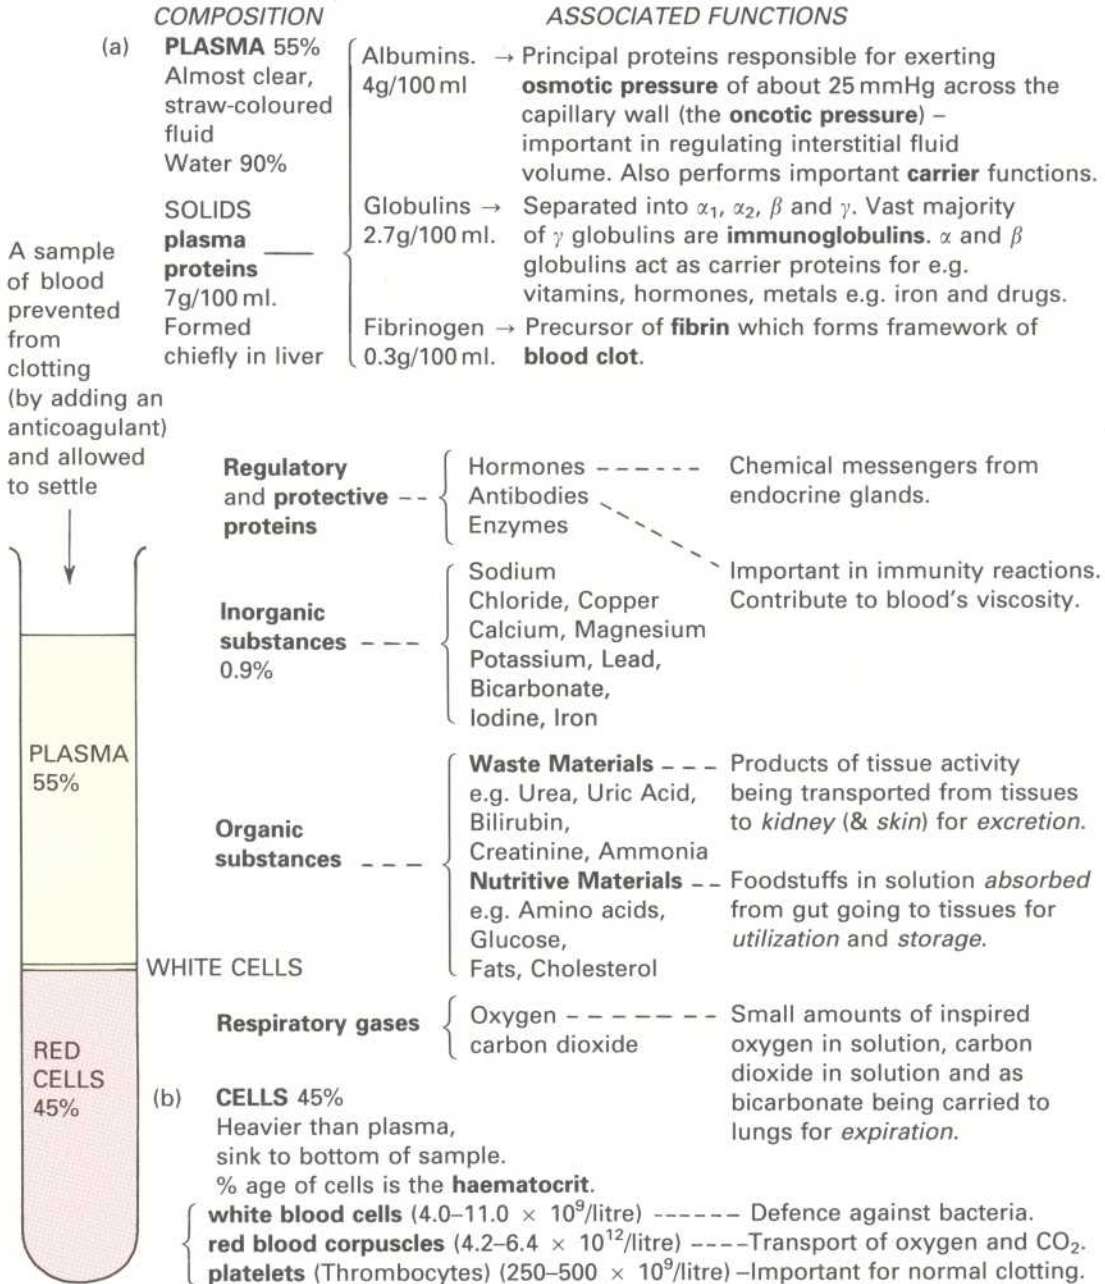 COMPOSITION
ASSOCIATED FUNCTIONS
(a) PLASMA 55%
Almost clear,
straw-coloured
fluid
Water 90%
SOLIDS
plasma
proteins
7g/100 ml.
Formed
chiefly in liver
Albumins. → Principal proteins responsible for exerting
4g/100 ml osmotic pressure of about 25 mmHg across the
capillary wall (the oncotic pressure) –
important in regulating interstitial fluid
volume. Also performs important carrier functions.
Globulins → Separated into α₁, α₂, β and γ. Vast majority
2.7g/100 ml. of γ globulins are immunoglobulins. α and β
globulins act as carrier proteins for e.g.
vitamins, hormones, metals e.g. iron and drugs.
Fibrinogen → Precursor of fibrin which forms framework of
0.3g/100 ml. blood clot.
A sample
of blood
prevented
from
clotting
(by adding an
anticoagulant)
and allowed
to settle
Regulatory
and protective
proteins
Hormones
Antibodies
Enzymes
Chemical messengers from
endocrine glands.
Important in immunity reactions.
Contribute to blood's viscosity.
Inorganic
substances
0.9%
Sodium
Chloride, Copper
Calcium, Magnesium
Potassium, Lead,
Bicarbonate,
Iodine, Iron
PLASMA
55%
Organic
substances
Waste Materials
e.g. Urea, Uric Acid,
Bilirubin,
Creatinine, Ammonia
Products of tissue activity
being transported from tissues
to kidney (& skin) for excretion.
Nutritive Materials
e.g. Amino acids,
Glucose,
Fats, Cholesterol
Foodstuffs in solution absorbed
from gut going to tissues for
utilization and storage.
WHITE CELLS
Respiratory gases
Oxygen
carbon dioxide
Small amounts of inspired
oxygen in solution, carbon
dioxide in solution and as
bicarbonate being carried to
lungs for expiration.
RED
CELLS
45%
(b) CELLS 45%
Heavier than plasma,
sink to bottom of sample.
% age of cells is the haematocrit.
white blood cells (4.0–11.0 × 10⁹/litre) ------ Defence against bacteria.
red blood corpuscles (4.2–6.4 × 10¹²/litre) ----Transport of oxygen and CO₂.
platelets (Thrombocytes) (250–500 × 10⁹/litre) –Important for normal clotting.